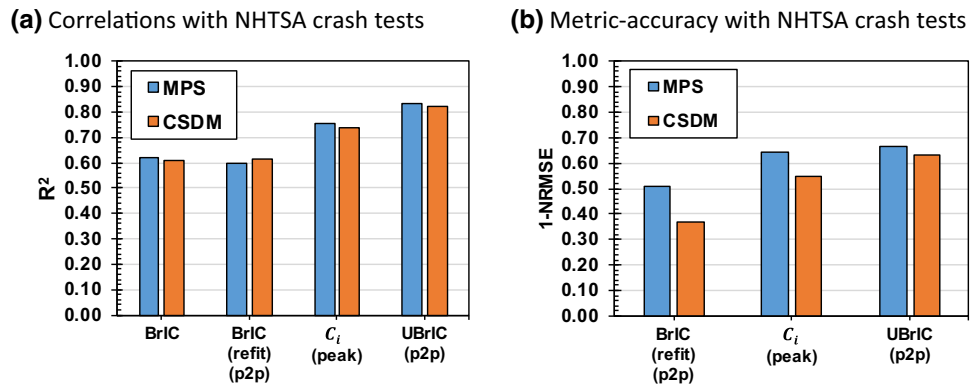 (a) Correlations with NHTSA crash tests
1.00
0.90
0.80
0.70
0.60
0.50
0.40
0.30
0.20
0.10
0.00
R²
MPS
CSDM
BrIC
BrIC
(refit)
(p2p)
Cᵢ
(peak)
UBrIC
(p2p)
(b) Metric-accuracy with NHTSA crash tests
1.00
0.90
0.80
0.70
0.60
0.50
0.40
0.30
0.20
0.10
0.00
1-NRMSE
MPS
CSDM
BrIC
(refit)
(p2p)
Cᵢ
(peak)
UBrIC
(p2p)